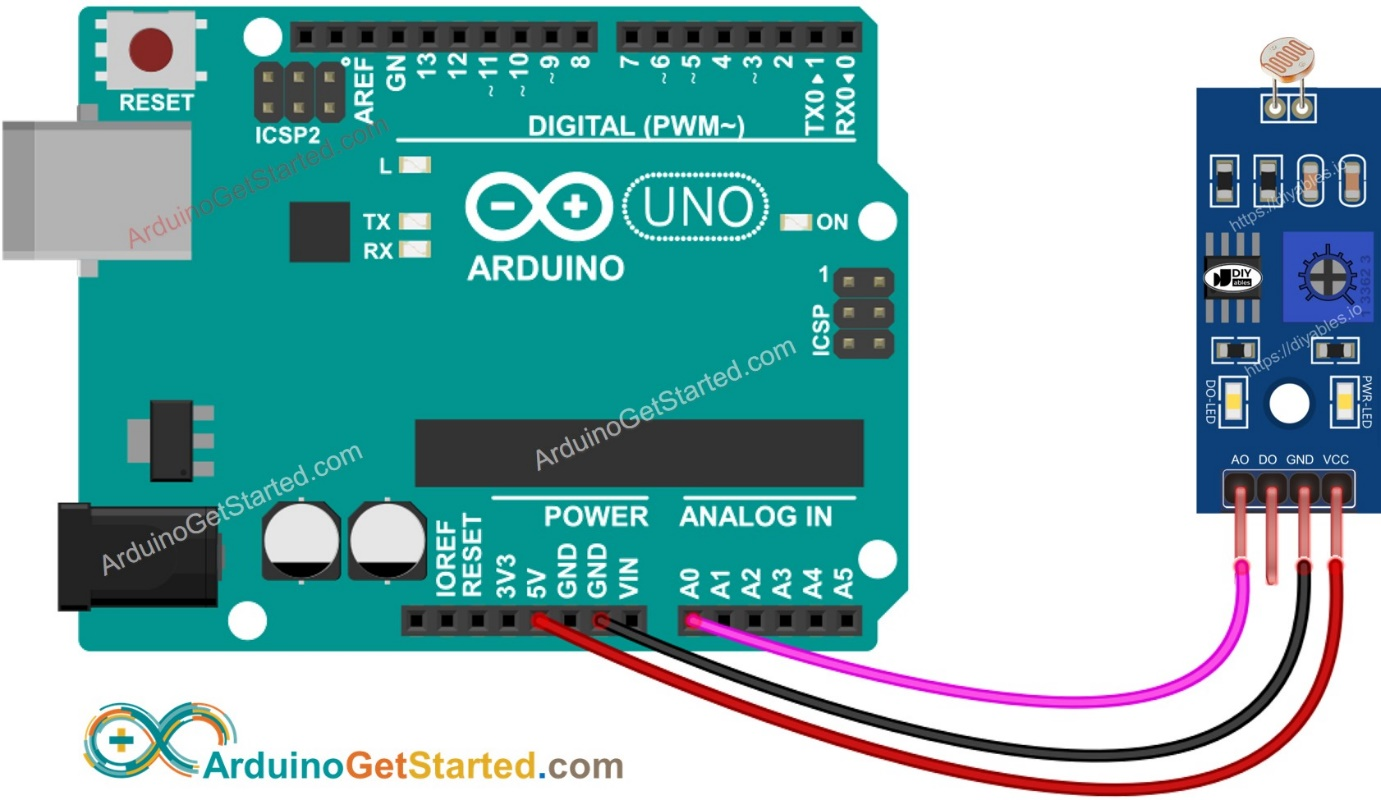 RESET
ICSP2
AREF
GN
13
12
~11
~10
~9
8
7
~6
~5
4
~3
2
TX0▶1
RX0◀0
DIGITAL (PWM~)
L
TX
RX
ARDUINO
UNO
ON
1
ICSP
ArduinoGetStarted.com
ArduinoGetStarted.com
ArduinoGetStarted.com
POWER
ANALOG IN
IOREF
RESET
3V3
5V
GND
GND
VIN
A0
A1
A2
A3
A4
A5
https://diyables.io
DIY
ables
3362 3
https://diyables.io
DO-LED
PWR-LED
AO DO GND VCC
ArduinoGetStarted.com